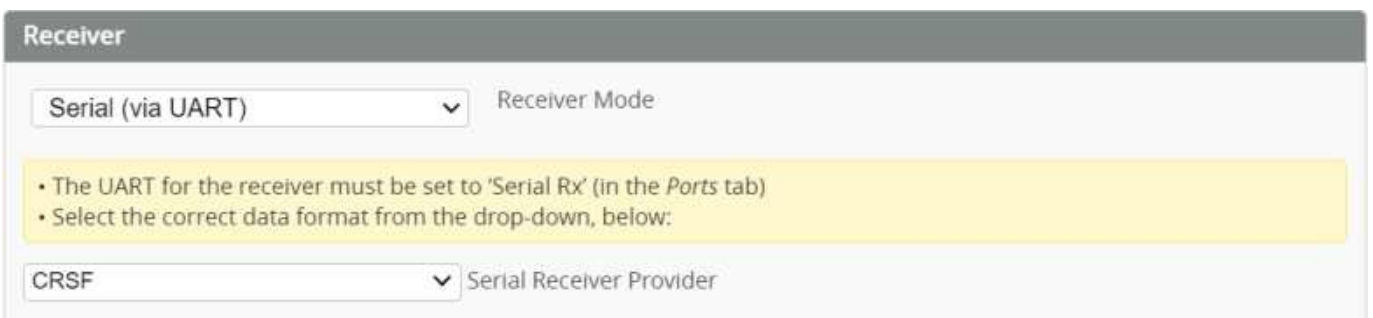 Receiver
Serial (via UART) Receiver Mode
• The UART for the receiver must be set to 'Serial Rx' (in the Ports tab)
• Select the correct data format from the drop-down, below:
CRSF Serial Receiver Provider